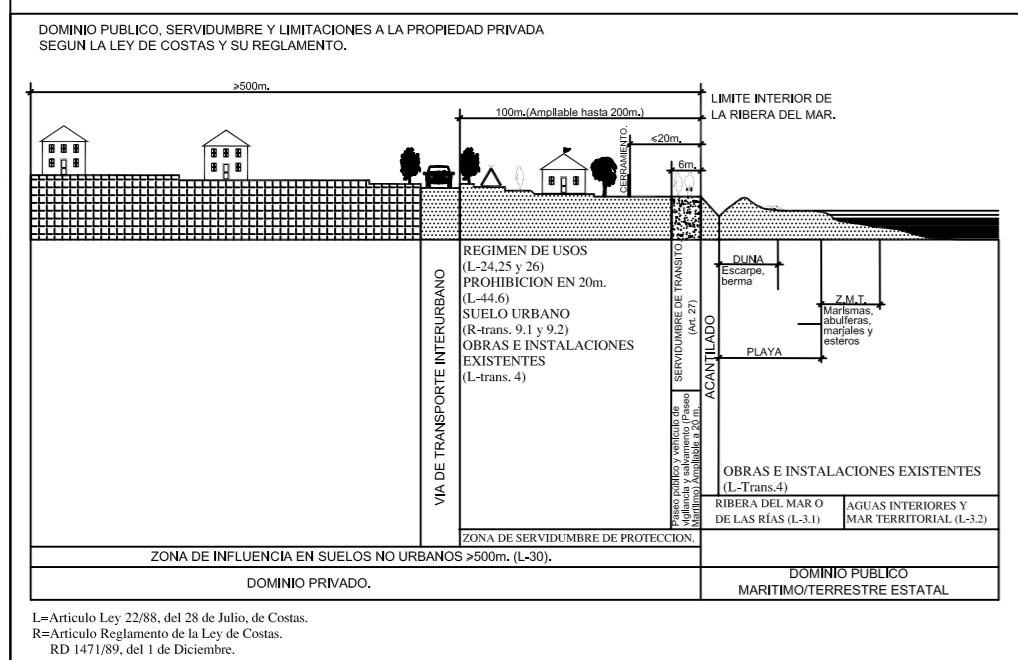 DOMINIO PUBLICO, SERVIDUMBRE Y LIMITACIONES A LA PROPIEDAD PRIVADA
SEGUN LA LEY DE COSTAS Y SU REGLAMENTO.
≥500m.
LIMITE INTERIOR DE
LA RIBERA DEL MAR.
100m.(Ampliable hasta 200m.)
≤20m.
CERRAMIENTO.
6m.
VIA DE TRANSPORTE INTERURBANO
REGIMEN DE USOS
(L-24,25 y 26)
PROHIBICION EN 20m.
(L-44.6)
SUELO URBANO
(R-trans. 9.1 y 9.2)
OBRAS E INSTALACIONES
EXISTENTES
(L-trans. 4)
SERVIDUMBRE DE TRANSITO.
(Art. 27)
Paseo público y vehículo de
vigilancia y salvamento (Paseo
Marítimo) Ampliable a 20 m.
ACANTILADO
DUNA
Escarpe,
berma
Z.M.T.
Marismas,
abulferas,
marjales y
esteros
PLAYA
OBRAS E INSTALACIONES EXISTENTES
(L-Trans.4)
RIBERA DEL MAR O
DE LAS RÍAS (L-3.1)
AGUAS INTERIORES Y
MAR TERRITORIAL (L-3.2)
ZONA DE SERVIDUMBRE DE PROTECCION.
ZONA DE INFLUENCIA EN SUELOS NO URBANOS ≥500m. (L-30).
DOMINIO PRIVADO.
DOMINIO PUBLICO
MARITIMO/TERRESTRE ESTATAL
L=Articulo Ley 22/88, del 28 de Julio, de Costas.
R=Articulo Reglamento de la Ley de Costas.
RD 1471/89, del 1 de Diciembre.